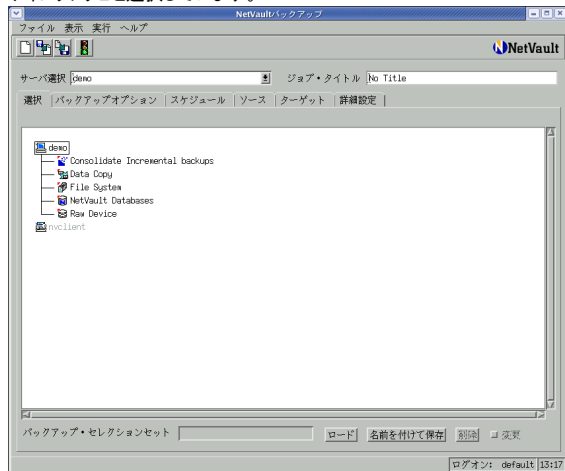 NetVaultバックアップ
ファイル 表示 実行 ヘルプ
NetVault
サーバ選択 demo ジョブ・タイトル No Title
選択 バックアップオプション スケジュール ソース ターゲット 詳細設定
demo
Consolidate Incremental backups
Data Copy
File System
NetVault Databases
Raw Device
nvclient
バックアップ・セレクションセット ロード 名前を付けて保存 削除 変更
ログオン: default 13:17